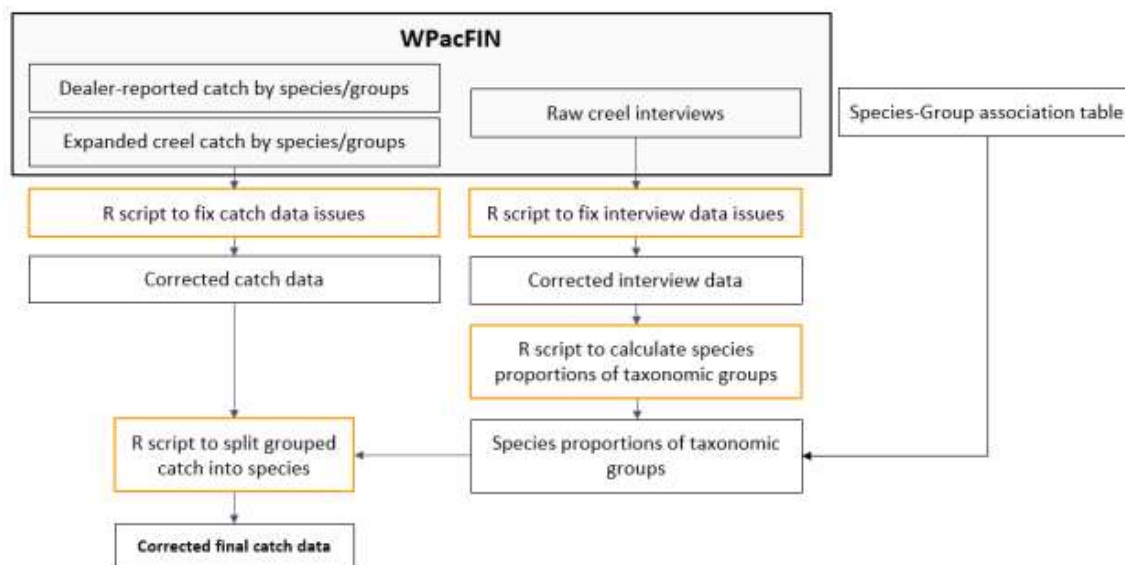 WPacFIN
Dealer-reported catch by species/groups
Expanded creel catch by species/groups
Raw creel interviews
Species-Group association table
R script to fix catch data issues
R script to fix interview data issues
Corrected catch data
Corrected interview data
R script to calculate species
proportions of taxonomic groups
R script to split grouped
catch into species
Species proportions of taxonomic
groups
Corrected final catch data